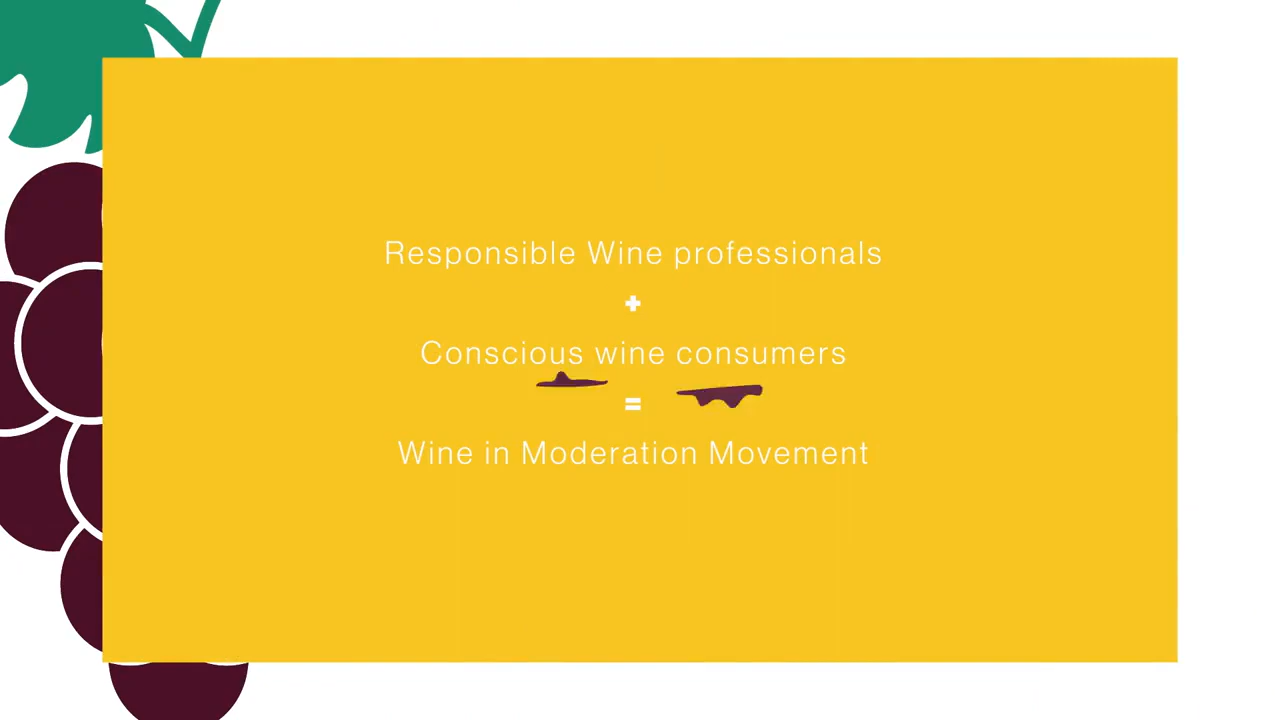 Responsible Wine professionals
+
Conscious wine consumers
=
Wine in Moderation Movement